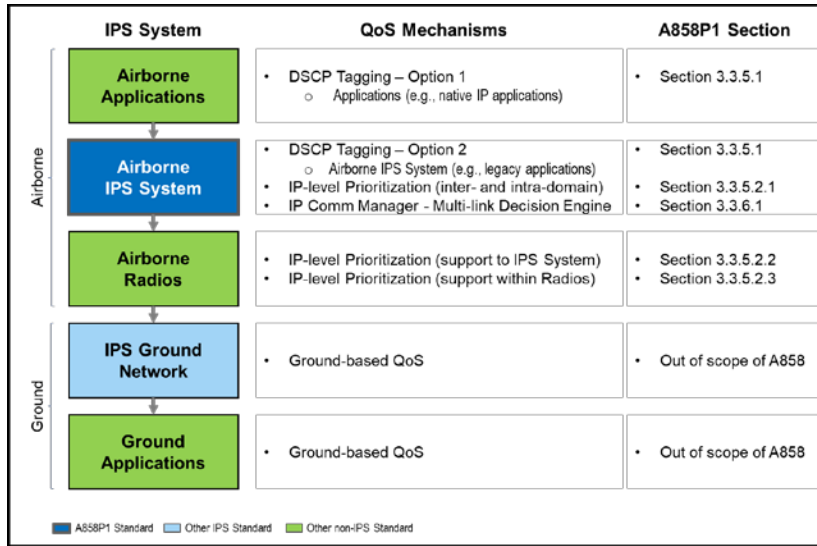 IPS System QoS Mechanisms A858P1 Section
Airborne
Airborne
Applications
• DSCP Tagging – Option 1
o Applications (e.g., native IP applications)
• Section 3.3.5.1
Airborne
IPS System
• DSCP Tagging – Option 2
o Airborne IPS System (e.g., legacy applications)
• IP-level Prioritization (inter- and intra-domain)
• IP Comm Manager - Multi-link Decision Engine
• Section 3.3.5.1
• Section 3.3.5.2.1
• Section 3.3.6.1
Airborne
Radios
• IP-level Prioritization (support to IPS System)
• IP-level Prioritization (support within Radios)
• Section 3.3.5.2.2
• Section 3.3.5.2.3
Ground
IPS Ground
Network
• Ground-based QoS
• Out of scope of A858
Ground
Applications
• Ground-based QoS
• Out of scope of A858
A858P1 Standard Other IPS Standard Other non-IPS Standard